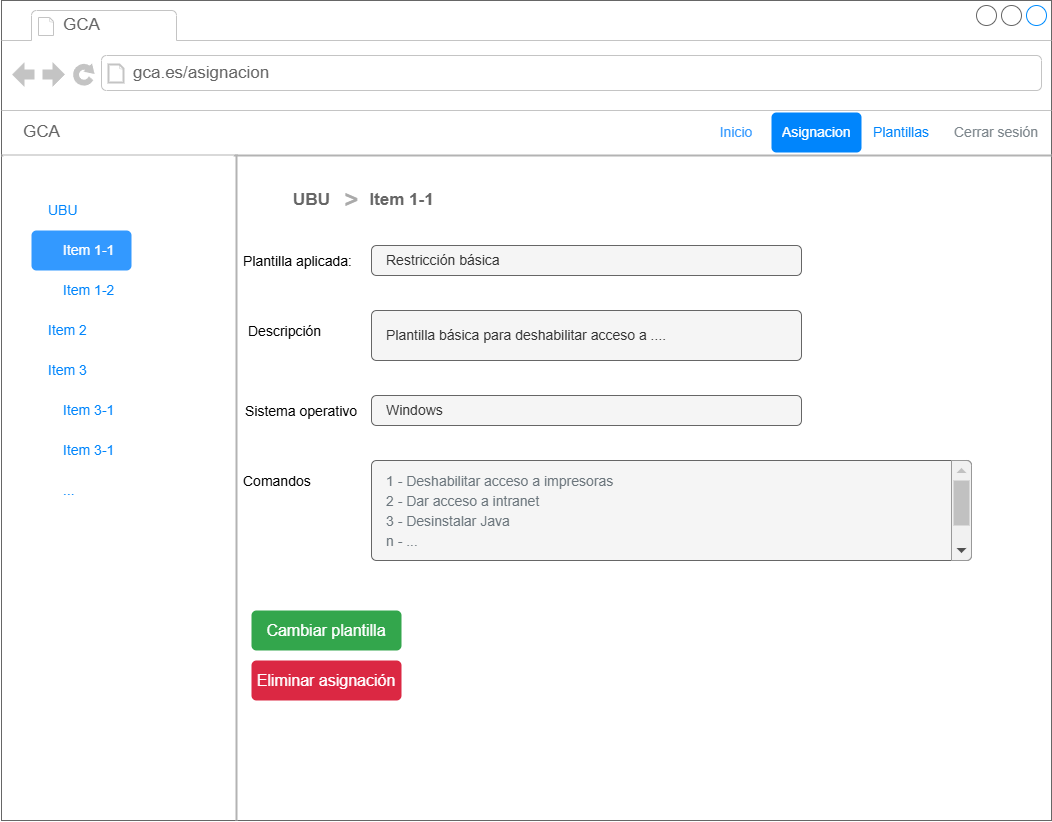 GCA
gca.es/asignacion
GCA
Inicio
Asignacion
Plantillas
Cerrar sesión
UBU
Item 1-1
Item 1-2
Item 2
Item 3
Item 3-1
Item 3-1
...
UBU > Item 1-1
Plantilla aplicada:
Restricción básica
Descripción
Plantilla básica para deshabilitar acceso a ....
Sistema operativo
Windows
Comandos
1 - Deshabilitar acceso a impresoras
2 - Dar acceso a intranet
3 - Desinstalar Java
n - ...
Cambiar plantilla
Eliminar asignación